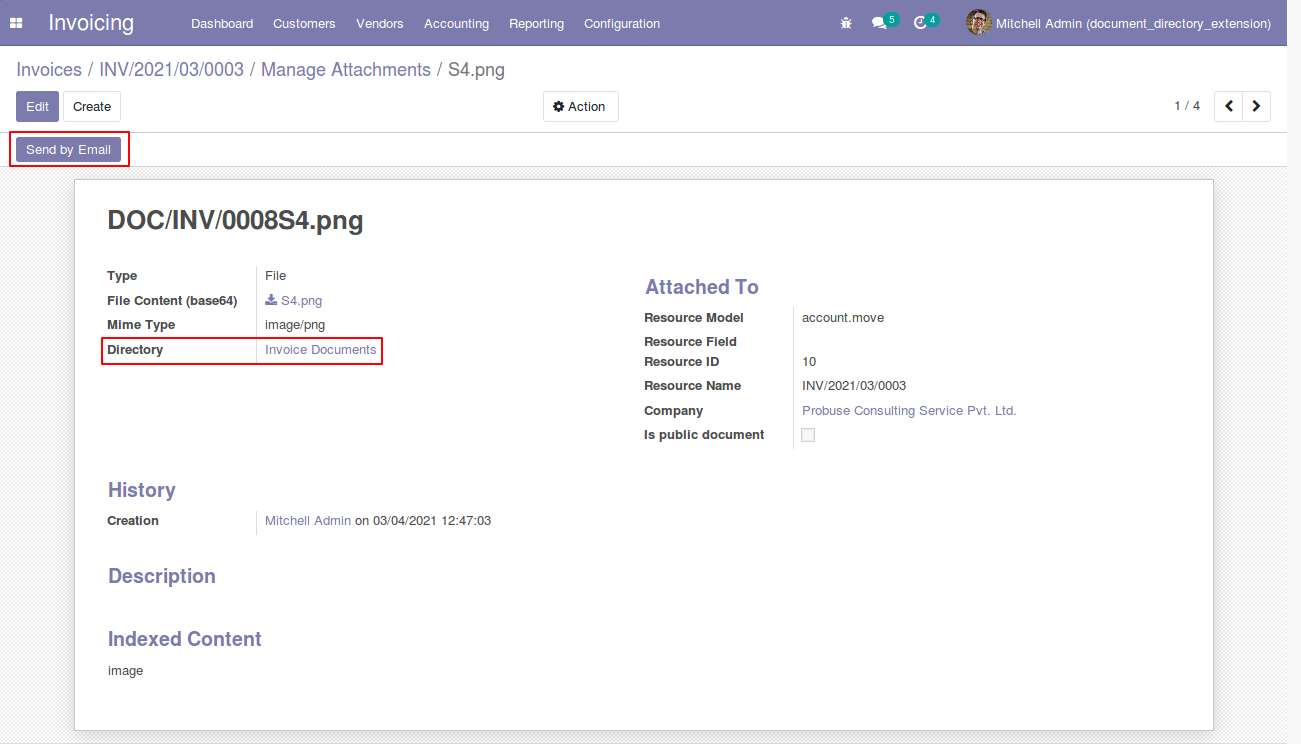 Invoicing Dashboard Customers Vendors Accounting Reporting Configuration 5 4 Mitchell Admin (document_directory_extension)
Invoices / INV/2021/03/0003 / Manage Attachments / S4.png
Edit Create Action 1 / 4
Send by Email
DOC/INV/0008S4.png
Type File
File Content (base64) S4.png
Mime Type image/png
Directory Invoice Documents
Attached To
Resource Model account.move
Resource Field
Resource ID 10
Resource Name INV/2021/03/0003
Company Probuse Consulting Service Pvt. Ltd.
Is public document
History
Creation Mitchell Admin on 03/04/2021 12:47:03
Description
Indexed Content
image